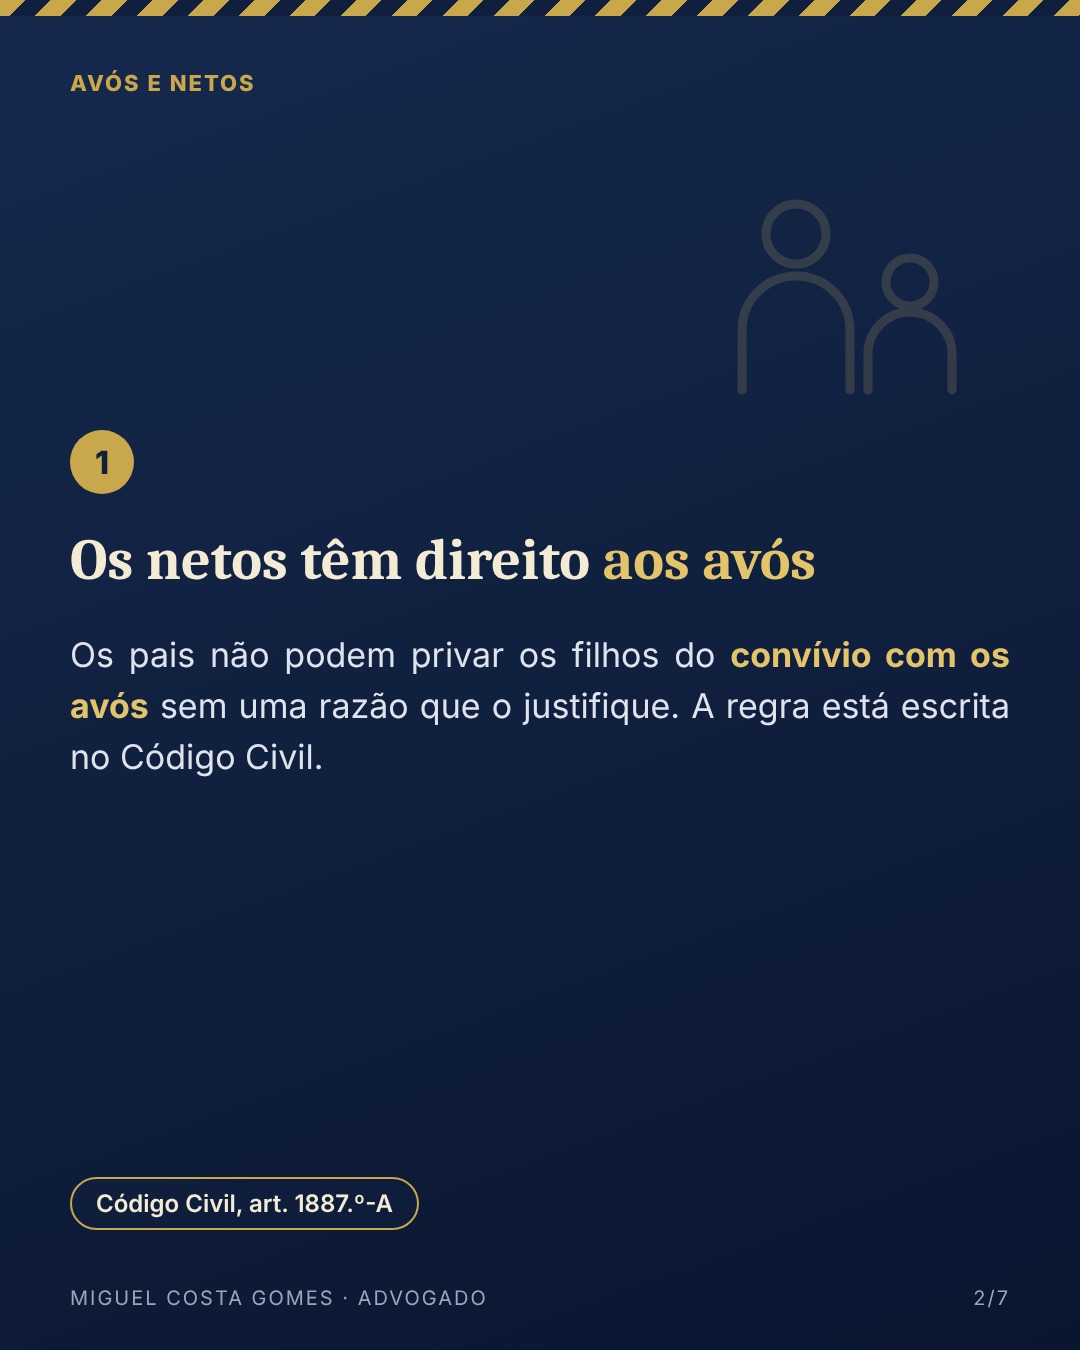 AVÓS E NETOS
1
Os netos têm direito aos avós
Os pais não podem privar os filhos do convívio com os
avós sem uma razão que o justifique. A regra está escrita
no Código Civil.
Código Civil, art. 1887.º-A
MIGUEL COSTA GOMES · ADVOGADO
2/7